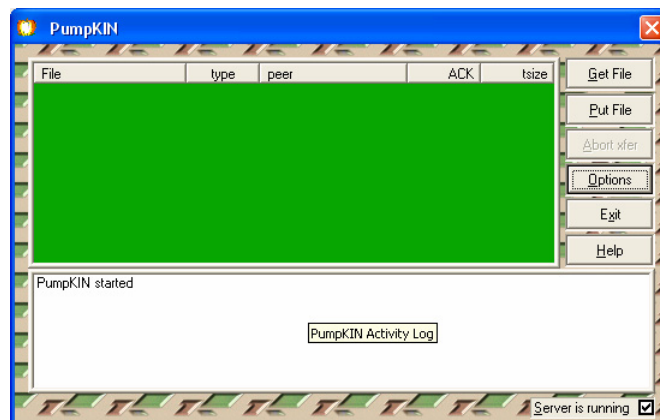 PumpKIN
File type peer ACK tsize
Get File
Put File
Abort xfer
Options
Exit
Help
PumpKIN started
PumpKIN Activity Log
Server is running